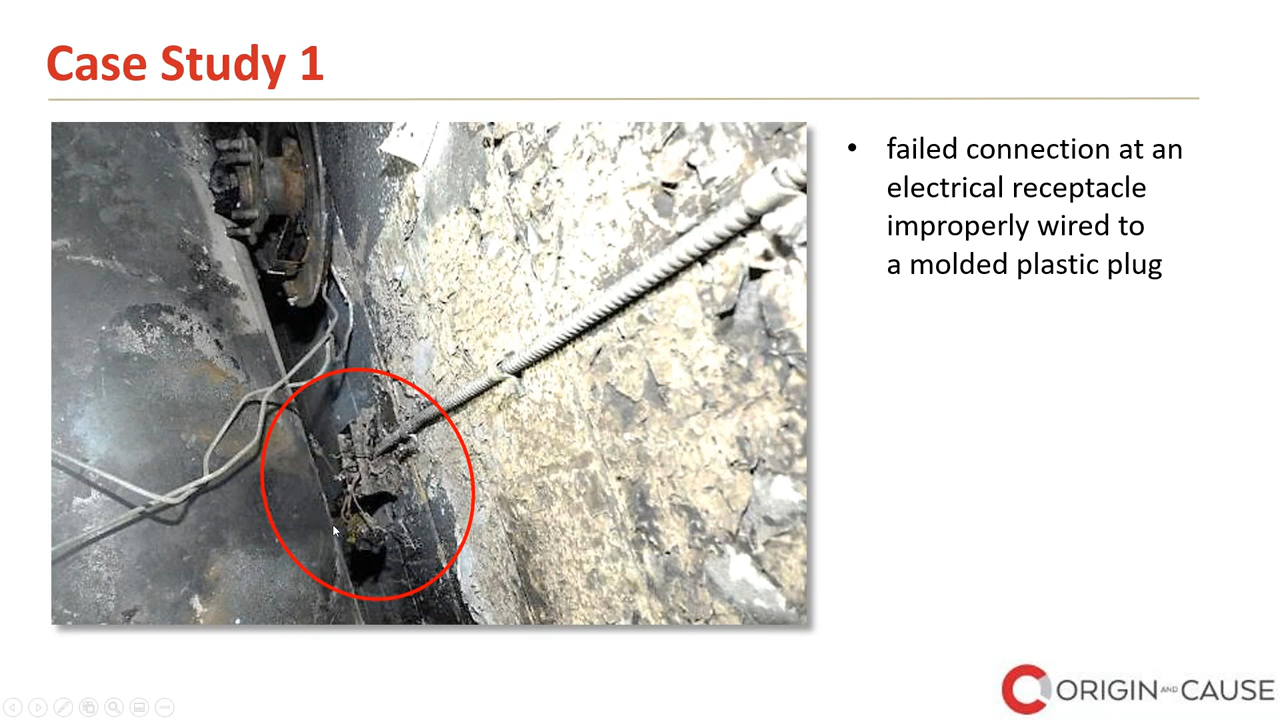 Case Study 1
• failed connection at an
electrical receptacle
improperly wired to
a molded plastic plug
ORIGIN AND CAUSE